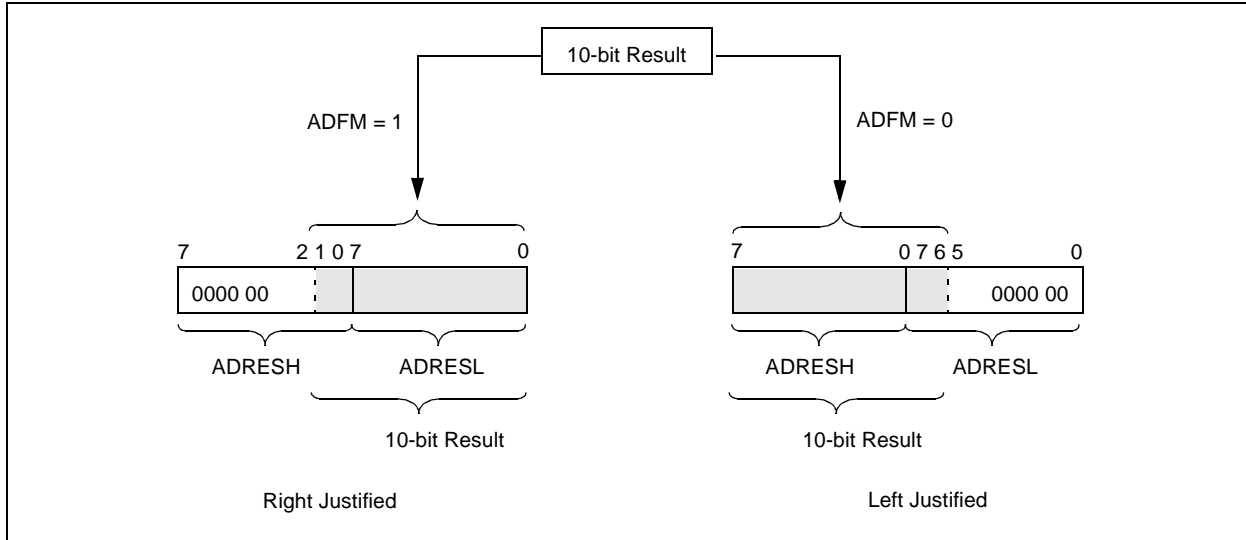 10-bit Result
ADFM = 1
ADFM = 0
7 2 1 0 7 0
7 0 7 6 5 0
0000 00
0000 00
ADRESH ADRESL
ADRESH ADRESL
10-bit Result
10-bit Result
Right Justified
Left Justified